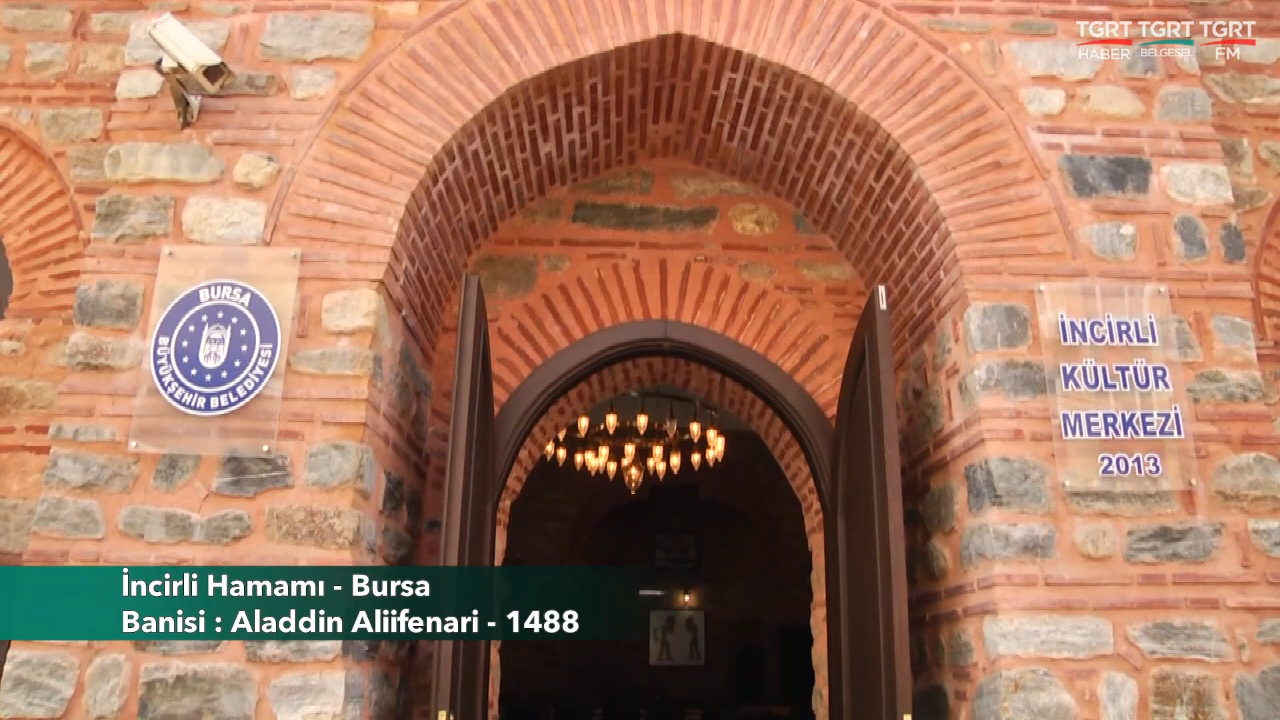 TGRT TGRT TGRT
HABER BELGESEL FM
BURSA
BÜYÜKŞEHİR BELEDİYESİ
İNCİRLİ
KÜLTÜR
MERKEZİ
2013
İncirli Hamamı - Bursa
Banisi : Aladdin Aliifenari - 1488